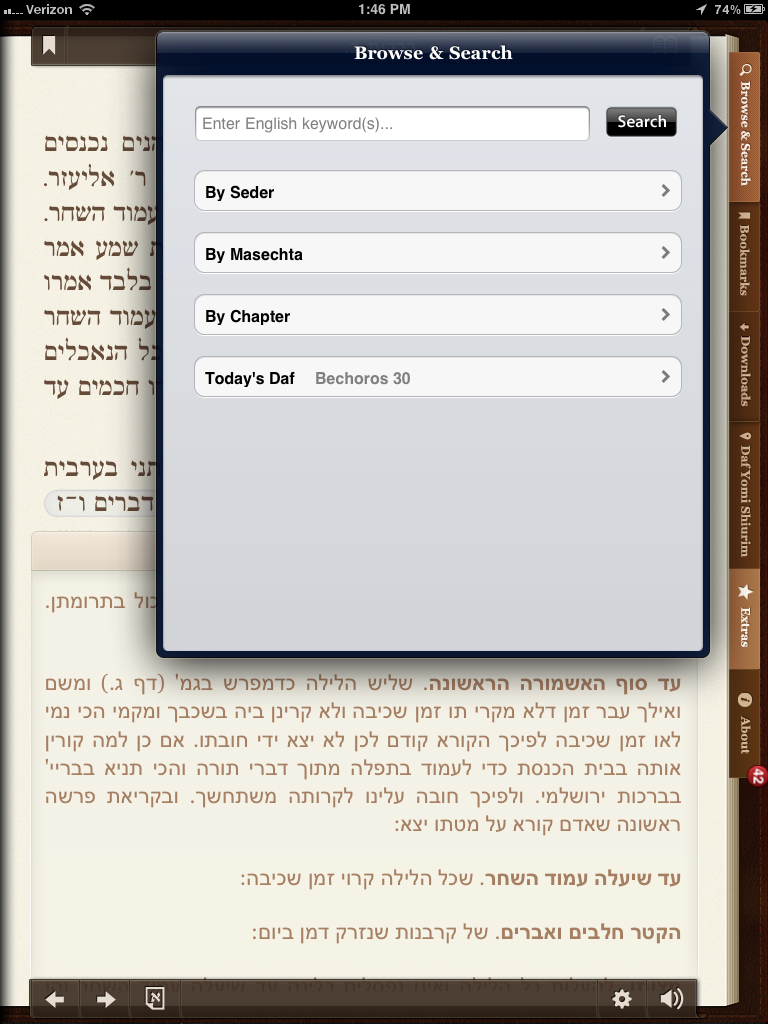 Verizon 1:46 PM 74%
Browse & Search
Search
Enter English keyword(s)...
By Seder
By Masechta
By Chapter
Today's Daf Bechoros 30
Browse & Search
Bookmarks
Downloads
Daf Yomi Shiurim
Extras
About
42
נכנסים
ר׳ אליעזר.
עמוד השחר.
שמע אמר
בלבד אמרו
עמוד השחר
הנאכלים
חכמים עד
בערבית
דברים ו־ז
בתרומתן.
עד סוף האשמורה הראשונה. שליש הלילה כדמפרש בגמ' (דף ג.) ומשם
ואילך עבר זמן דלא מקרי תו זמן שכיבה ולא קרינן ביה בשכבך ומקמי הכי נמי
לאו זמן שכיבה לפיכך הקורא קודם לכן לא יצא ידי חובתו. אם כן למה קורין
אותה בבית הכנסת כדי לעמוד בתפלה מתוך דברי תורה והכי תניא בבריי'
בברכות ירושלמי. ולפיכך חובה עלינו לקרותה משתחשך. ובקריאת פרשה
ראשונה שאדם קורא על מטתו יצא:
עד שיעלה עמוד השחר. שכל הלילה קרוי זמן שכיבה:
הקטר חלבים ואברים. של קרבנות שנזרק דמן ביום:
א